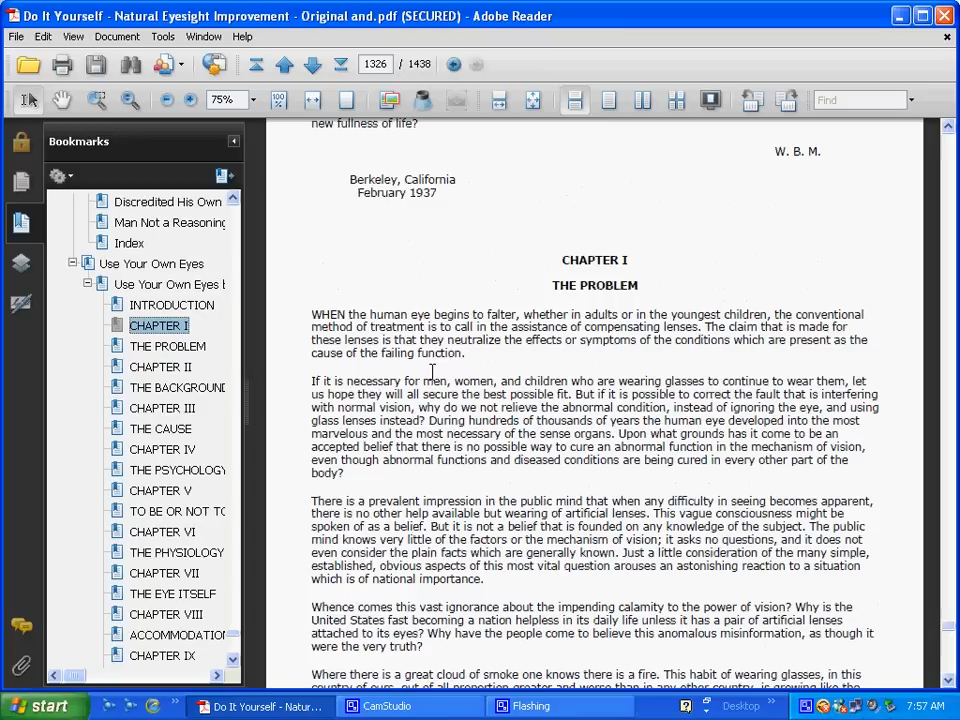 Do It Yourself - Natural Eyesight Improvement - Original and.pdf (SECURED) - Adobe Reader
File Edit View Document Tools Window Help
1326 / 1438
75% Find
Bookmarks
Discredited His Own
Man Not a Reasoning
Index
Use Your Own Eyes
Use Your Own Eyes b
INTRODUCTION
CHAPTER I
THE PROBLEM
CHAPTER II
THE BACKGROUND
CHAPTER III
THE CAUSE
CHAPTER IV
THE PSYCHOLOGY
CHAPTER V
TO BE OR NOT TO
CHAPTER VI
THE PHYSIOLOGY
CHAPTER VII
THE EYE ITSELF
CHAPTER VIII
ACCOMMODATION
CHAPTER IX
new fullness of life?
W. B. M.
Berkeley, California
February 1937
CHAPTER I
THE PROBLEM
WHEN the human eye begins to falter, whether in adults or in the youngest children, the conventional
method of treatment is to call in the assistance of compensating lenses. The claim that is made for
these lenses is that they neutralize the effects or symptoms of the conditions which are present as the
cause of the failing function.
If it is necessary for men, women, and children who are wearing glasses to continue to wear them, let
us hope they will all secure the best possible fit. But if it is possible to correct the fault that is interfering
with normal vision, why do we not relieve the abnormal condition, instead of ignoring the eye, and using
glass lenses instead? During hundreds of thousands of years the human eye developed into the most
marvelous and the most necessary of the sense organs. Upon what grounds has it come to be an
accepted belief that there is no possible way to cure an abnormal function in the mechanism of vision,
even though abnormal functions and diseased conditions are being cured in every other part of the
body?
There is a prevalent impression in the public mind that when any difficulty in seeing becomes apparent,
there is no other help available but wearing of artificial lenses. This vague consciousness might be
spoken of as a belief. But it is not a belief that is founded on any knowledge of the subject. The public
mind knows very little of the factors or the mechanism of vision; it asks no questions, and it does not
even consider the plain facts which are generally known. Just a little consideration of the many simple,
established, obvious aspects of this most vital question arouses an astonishing reaction to a situation
which is of national importance.
Whence comes this vast ignorance about the impending calamity to the power of vision? Why is the
United States fast becoming a nation helpless in its daily life unless it has a pair of artificial lenses
attached to its eyes? Why have the people come to believe this anomalous misinformation, as though it
were the very truth?
Where there is a great cloud of smoke one knows there is a fire. This habit of wearing glasses, in this
country of ours, out of all proportion greater and worse than in any other country, is growing like the
start
Do It Yourself - Natur...
CamStudio
Flashing
Desktop
7:57 AM